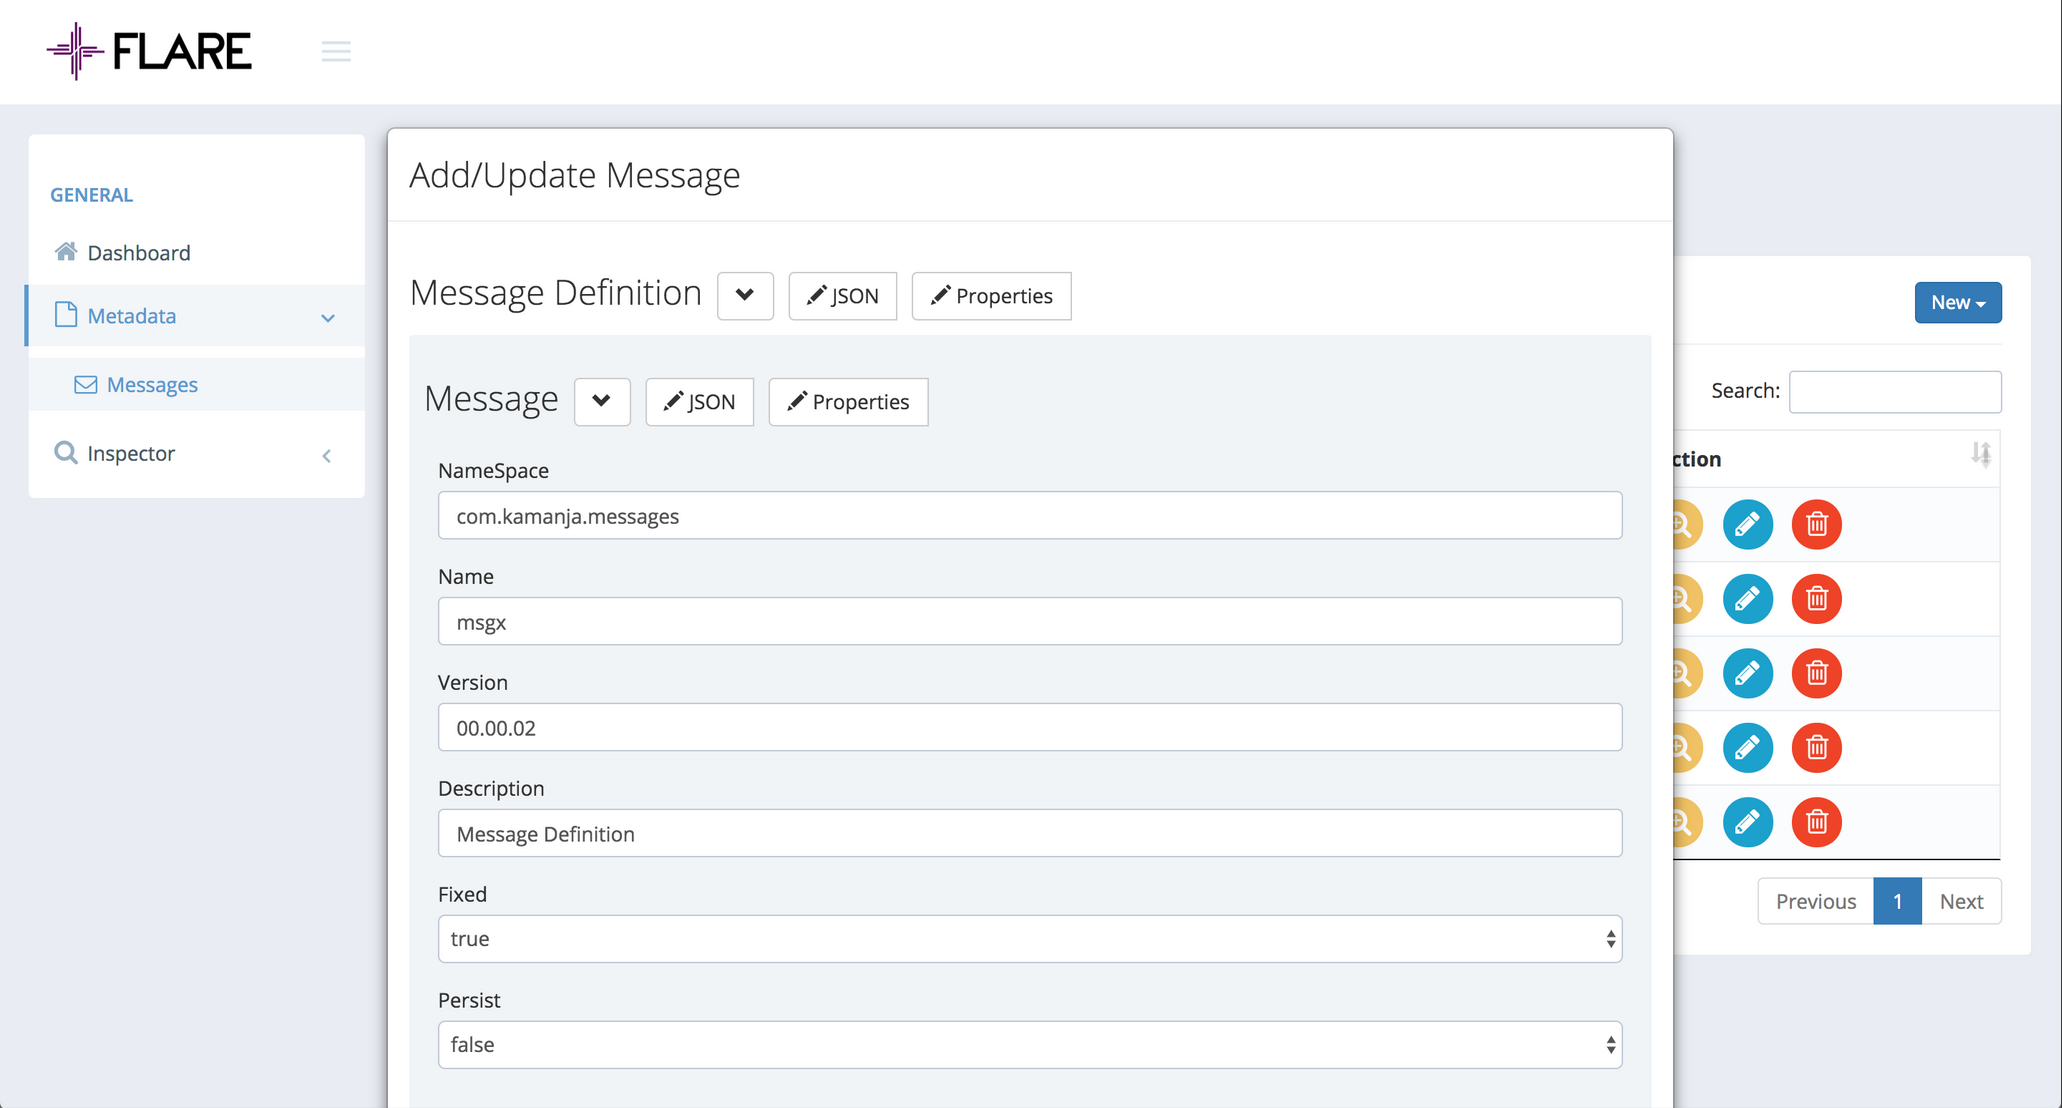 FLARE
GENERAL
Dashboard
Metadata
Messages
Inspector
Add/Update Message
Message Definition JSON Properties
Message JSON Properties
NameSpace
com.kamanja.messages
Name
msgx
Version
00.00.02
Description
Message Definition
Fixed
true
Persist
false
New
Search:
ction
Previous 1 Next